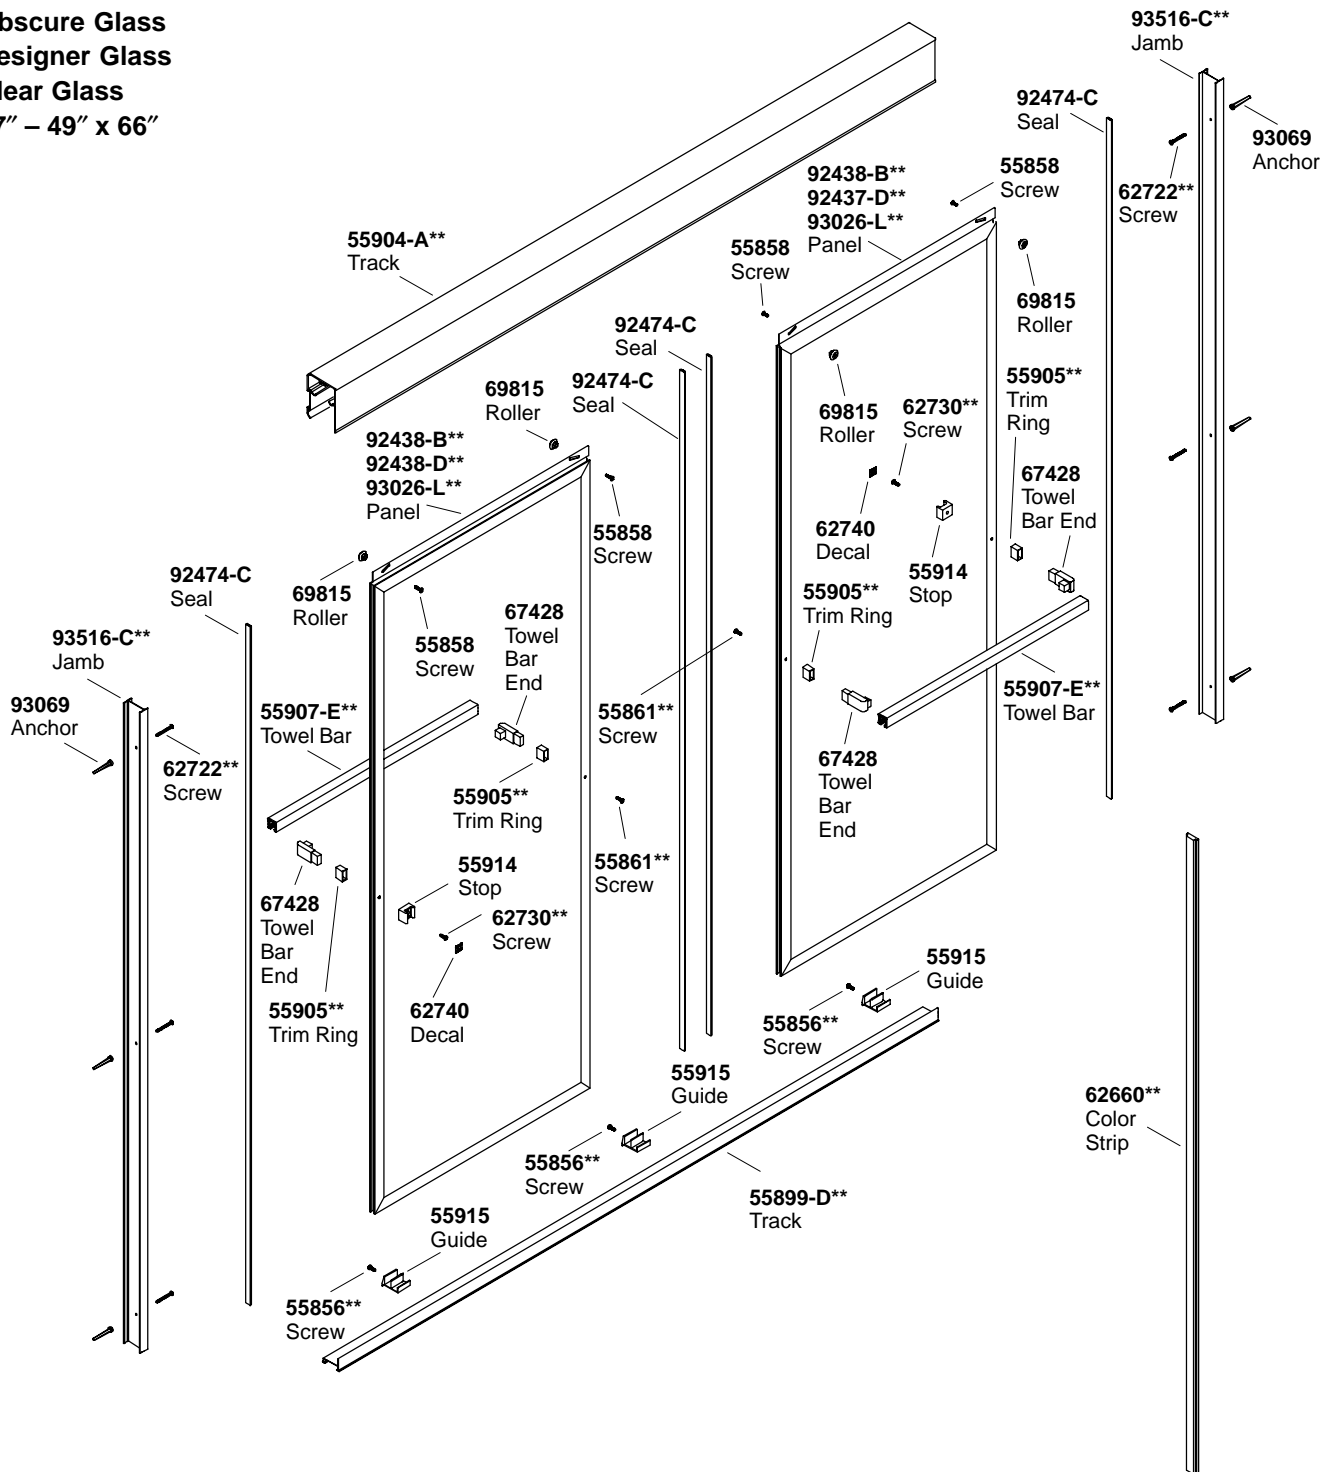 bscure Glass
esigner Glass
lear Glass
7″ – 49″ x 66″
93516-C**
Jamb
92474-C
Seal
93069
Anchor
55858
Screw
62722**
Screw
92438-B**
92437-D**
93026-L**
Panel
55904-A**
Track
55858
Screw
69815
Roller
92474-C
Seal
92474-C
Seal
69815
Roller
69815
Roller
62730**
Screw
55905**
Trim
Ring
92438-B**
92438-D**
93026-L**
Panel
67428
Towel
Bar End
55858
Screw
62740
Decal
55914
Stop
92474-C
Seal
69815
Roller
55905**
Trim Ring
67428
Towel
Bar
End
55858
Screw
93516-C**
Jamb
93069
Anchor
55907-E**
Towel Bar
55861**
Screw
55907-E**
Towel Bar
62722**
Screw
67428
Towel
Bar
End
55905**
Trim Ring
55861**
Screw
55914
Stop
67428
Towel
Bar
End
62730**
Screw
55915
Guide
55905**
Trim Ring
62740
Decal
55856**
Screw
55915
Guide
62660**
Color
Strip
55856**
Screw
55899-D**
Track
55915
Guide
55856**
Screw